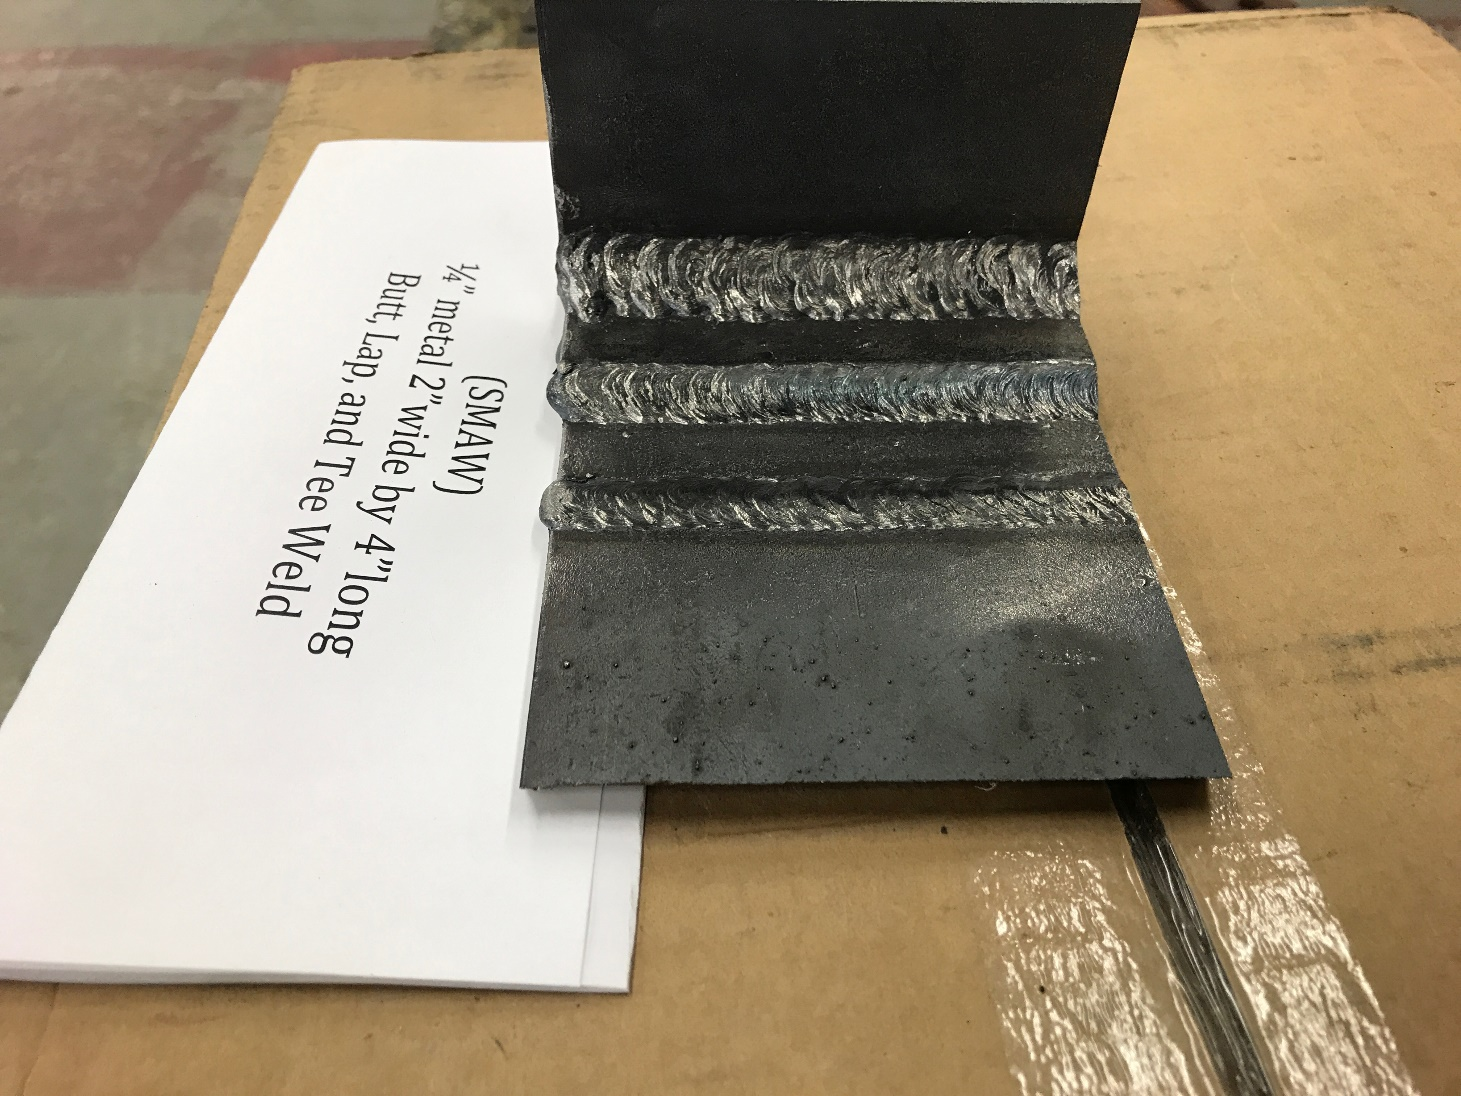 (SMAW)
¼” metal 2” wide by 4”long
Butt, Lap, and Tee Weld